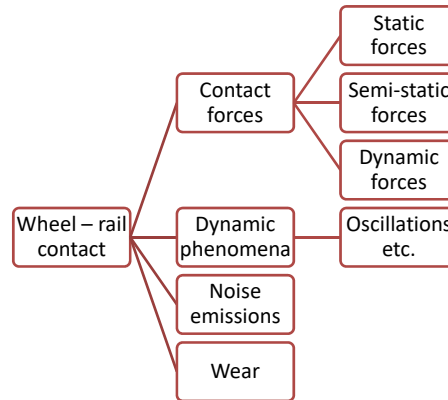 Static
forces
Contact
forces
Semi-static
forces
Dynamic
forces
Wheel – rail
contact
Dynamic
phenomena
Oscillations
etc.
Noise
emissions
Wear